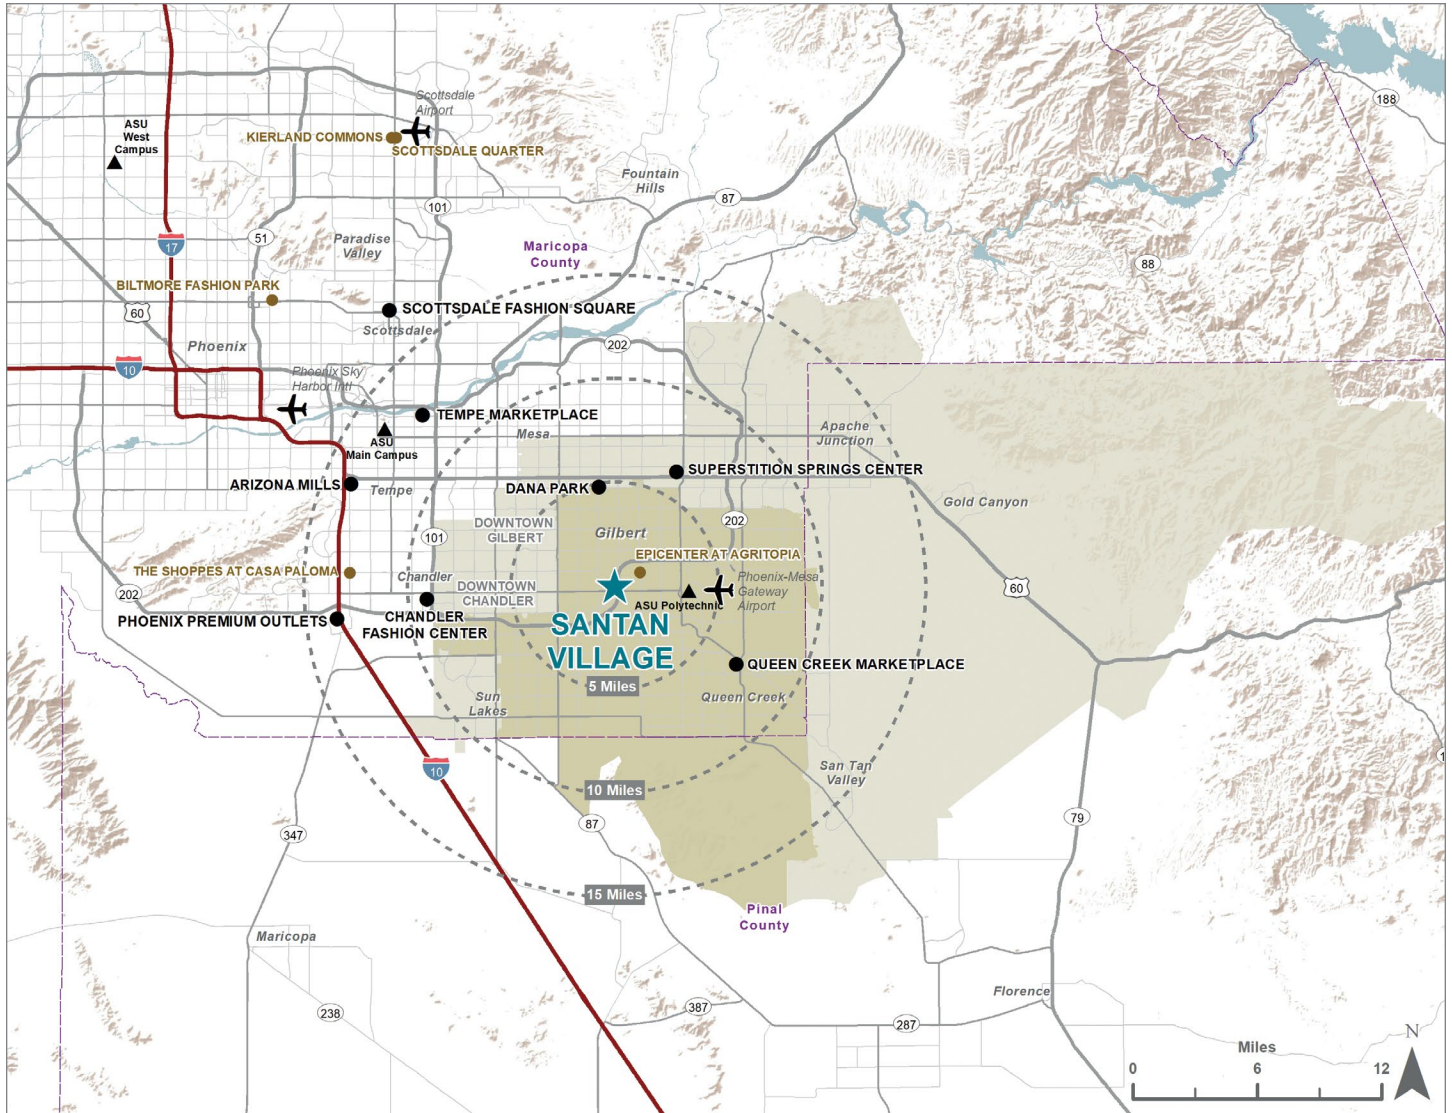 Scottsdale
Airport
188
ASU
West
Campus
KIERLAND COMMONS
SCOTTSDALE QUARTER
Fountain
Hills
87
101
51
17
Paradise
Valley
Maricopa
County
88
BILTMORE FASHION PARK
60
SCOTTSDALE FASHION SQUARE
Scottsdale
Phoenix
202
10
Phoenix Sky
Harbor Intl
TEMPE MARKETPLACE
Mesa
Apache
Junction
ASU
Main Campus
SUPERSTITION SPRINGS CENTER
ARIZONA MILLS
Tempe
DANA PARK
Gold Canyon
DOWNTOWN
GILBERT
Gilbert
202
101
EPICENTER AT AGRITOPIA
THE SHOPPES AT CASA PALOMA
Chandler
DOWNTOWN
CHANDLER
Phoenix-Mesa
Gateway
Airport
60
202
ASU Polytechnic
PHOENIX PREMIUM OUTLETS
CHANDLER
FASHION CENTER
SANTAN
VILLAGE
QUEEN CREEK MARKETPLACE
5 Miles
Sun
Lakes
Queen Creek
10
San Tan
Valley
10 Miles
87
79
347
15 Miles
Pinal
County
Maricopa
Florence
387
238
287
N
Miles
0 6 12